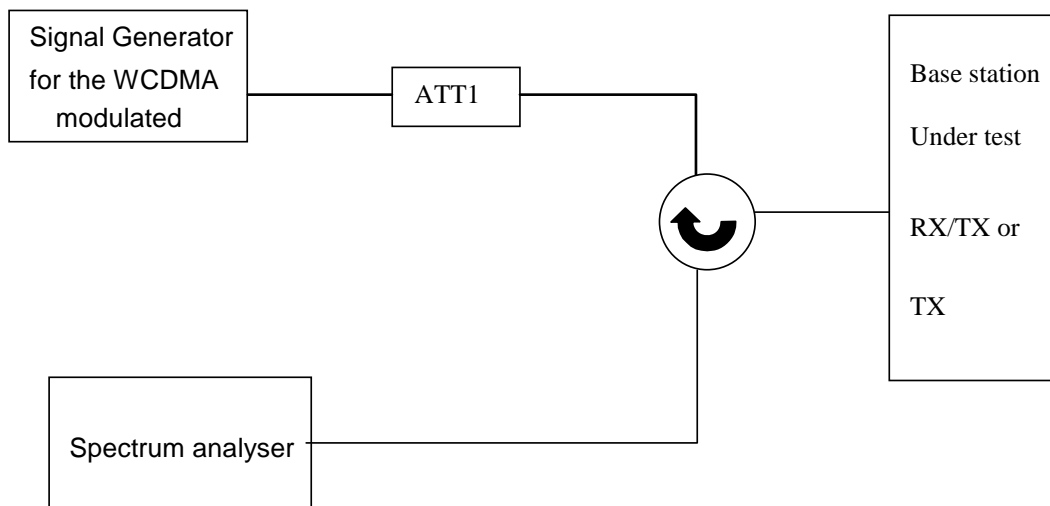 Signal Generator
for the WCDMA
modulated
ATT1
Base station
Under test
RX/TX or
TX
Spectrum analyser